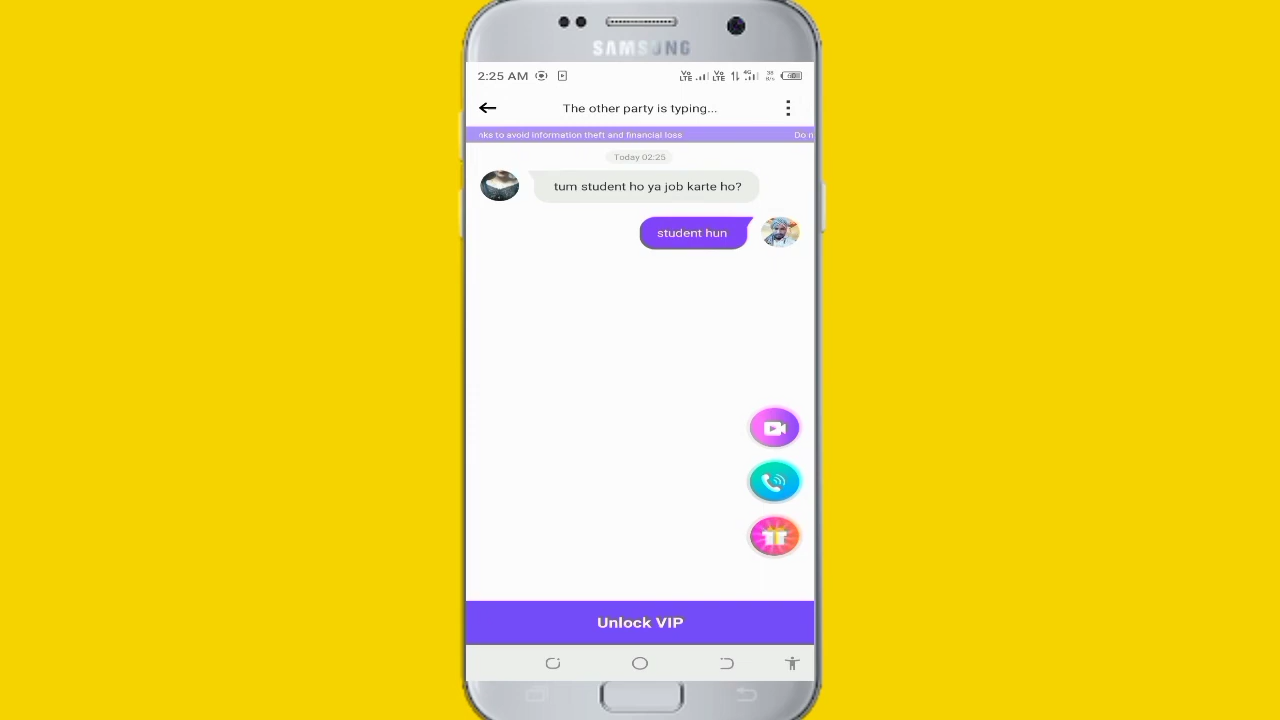 SAMSUNG
2:25 AM
The other party is typing...
nks to avoid information theft and financial loss Do n
Today 02:25
tum student ho ya job karte ho?
student hun
Unlock VIP